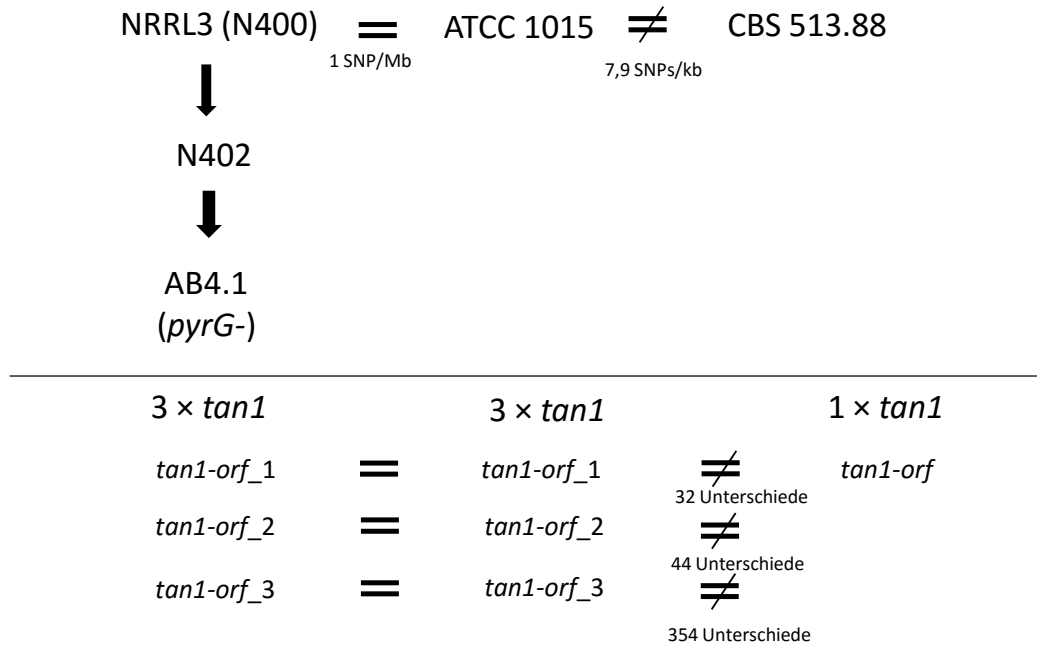 NRRL3 (N400) = ATCC 1015 ≠ CBS 513.88
1 SNP/Mb 7,9 SNPs/kb
N402
AB4.1
(pyrG-)
3 × tan1 3 × tan1 1 × tan1
tan1-orf_1 = tan1-orf_1 ≠ tan1-orf
32 Unterschiede
tan1-orf_2 = tan1-orf_2 ≠
44 Unterschiede
tan1-orf_3 = tan1-orf_3 ≠
354 Unterschiede